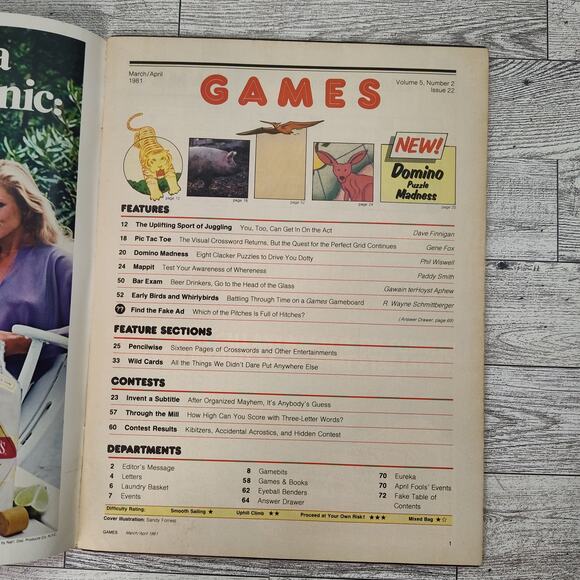 a
nic:
March/April
1981
GAMES
Volume 5, Number 2
Issue 22
NEW!
Domino
Puzzle
Madness
page 12
page 18
page 52
page 24
page 20
FEATURES
12 The Uplifting Sport of Juggling You, Too, Can Get In On the Act Dave Finnigan
18 Pic Tac Toe The Visual Crossword Returns, But the Quest for the Perfect Grid Continues Gene Fox
20 Domino Madness Eight Clacker Puzzles to Drive You Dotty Phil Wiswell
24 Mappit Test Your Awareness of Whereness Paddy Smith
50 Bar Exam Beer Drinkers, Go to the Head of the Glass Gawain terHoyst Aphew
52 Early Birds and Whirlybirds Battling Through Time on a Games Gameboard R. Wayne Schmittberger
?? Find the Fake Ad Which of the Pitches Is Full of Hitches? (Answer Drawer, page 69)
FEATURE SECTIONS
25 Pencilwise Sixteen Pages of Crosswords and Other Entertainments
33 Wild Cards All the Things We Didn't Dare Put Anywhere Else
CONTESTS
23 Invent a Subtitle After Organized Mayhem, It's Anybody's Guess
57 Through the Mill How High Can You Score with Three-Letter Words?
60 Contest Results Kibitzers, Accidental Acrostics, and Hidden Contest
DEPARTMENTS
2 Editor's Message
4 Letters
6 Laundry Basket
7 Events
8 Gamebits
58 Games & Books
62 Eyeball Benders
64 Answer Drawer
70 Eureka
70 April Fools' Events
72 Fake Table of
Contents
Difficulty Rating: Smooth Sailing ★ Uphill Climb ★★ Proceed at Your Own Risk! ★★★ Mixed Bag ★☆
Cover Illustration: Sandy Forrest
GAMES March/April 1981
1